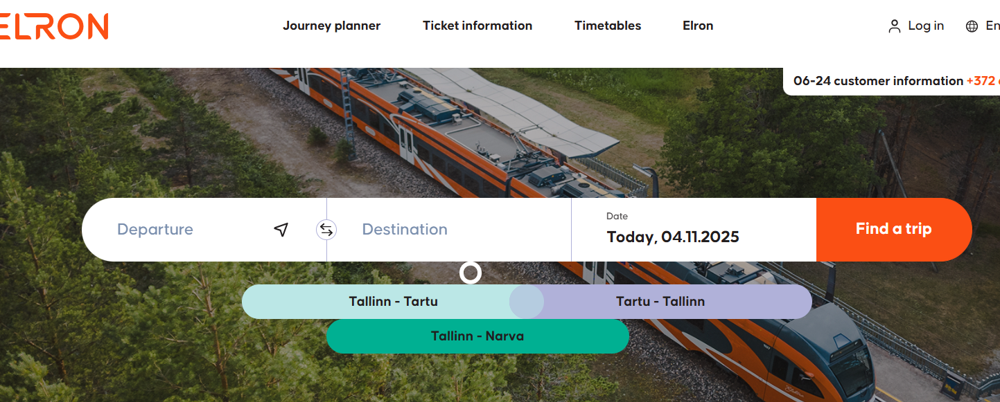 ELRON
Journey planner
Ticket information
Timetables
Elron
Log in
En
06-24 customer information +372
Departure
Destination
Date
Today, 04.11.2025
Find a trip
Tallinn - Tartu
Tartu - Tallinn
Tallinn - Narva